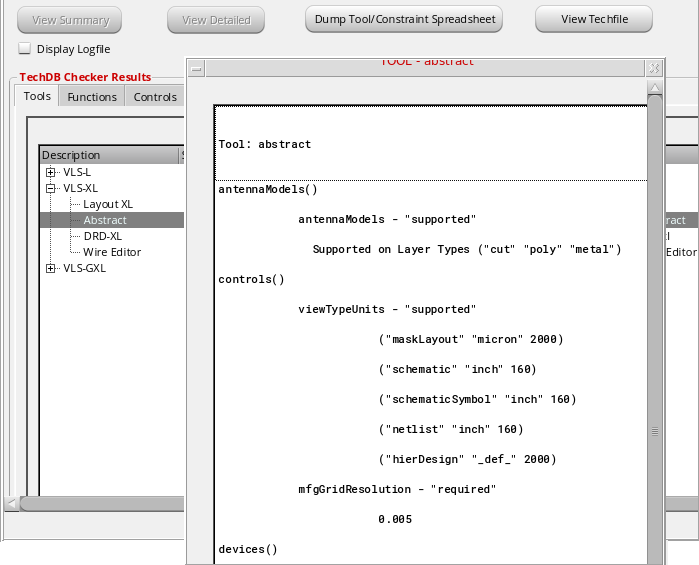 View Summary
View Detailed
Dump Tool/Constraint Spreadsheet
View Techfile
Display Logfile
TOOL - abstract
TechDB Checker Results
Tools
Functions
Controls
Description
VLS-L
VLS-XL
Layout XL
Abstract
DRD-XL
Wire Editor
VLS-GXL
Tool: abstract
antennaModels()
antennaModels - "supported"
Supported on Layer Types ("cut" "poly" "metal")
controls()
viewTypeUnits - "supported"
("maskLayout" "micron" 2000)
("schematic" "inch" 160)
("schematicSymbol" "inch" 160)
("netlist" "inch" 160)
("hierDesign" "_def_" 2000)
mfgGridResolution - "required"
0.005
devices()
Editor